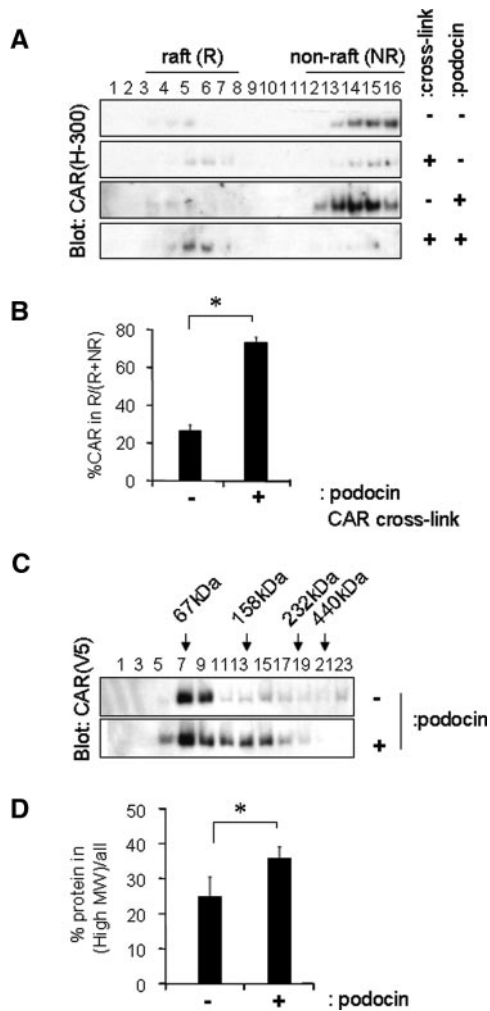 A
raft (R)
non-raft (NR)
:cross-link
:podocin
1 2 3 4 5 6 7 8 9 10 11 12 13 14 15 16
Blot: CAR(H-300)
- -
+ -
- +
+ +
B
%CAR in R/(R+NR)
80
60
40
20
0
*
- +
: podocin
CAR cross-link
C
67kDa
158kDa
232kDa
440kDa
1 3 5 7 9 11 13 15 17 19 21 23
Blot: CAR(V5)
-
+
:podocin
D
% protein in
(High MW)/all
50
40
30
20
10
0
*
- +
: podocin